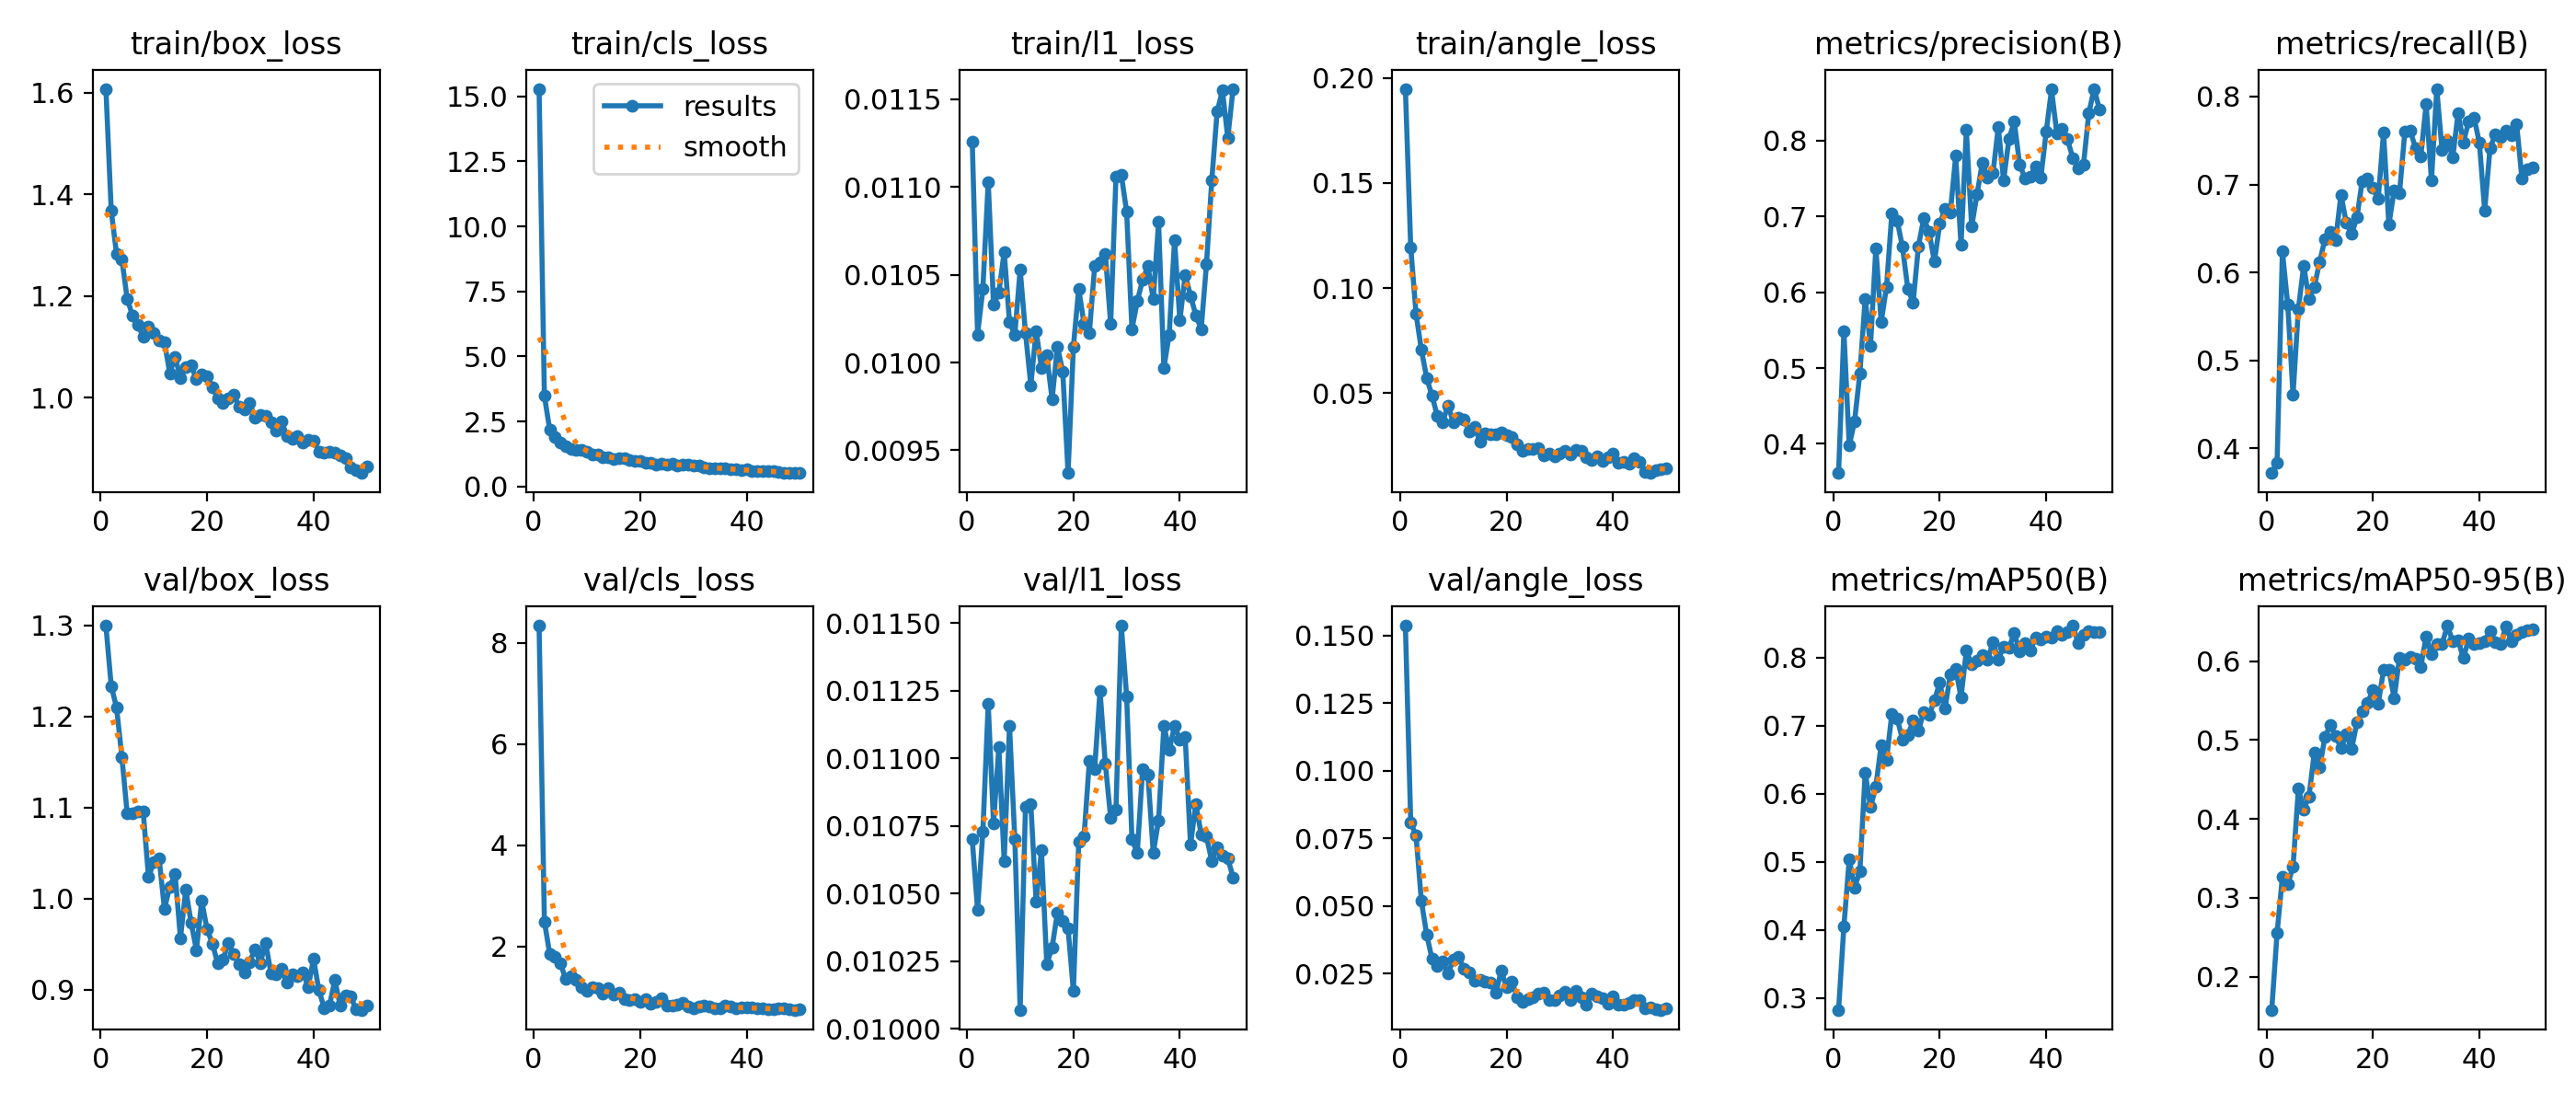 train/box_loss
1.6
1.4
1.2
1.0
0 20 40
train/cls_loss
results
smooth
15.0
12.5
10.0
7.5
5.0
2.5
0.0
0 20 40
train/l1_loss
0.0115
0.0110
0.0105
0.0100
0.0095
0 20 40
train/angle_loss
0.20
0.15
0.10
0.05
0 20 40
metrics/precision(B)
0.8
0.7
0.6
0.5
0.4
0 20 40
metrics/recall(B)
0.8
0.7
0.6
0.5
0.4
0 20 40
val/box_loss
1.3
1.2
1.1
1.0
0.9
0 20 40
val/cls_loss
8
6
4
2
0 20 40
val/l1_loss
0.01150
0.01125
0.01100
0.01075
0.01050
0.01025
0.01000
0 20 40
val/angle_loss
0.150
0.125
0.100
0.075
0.050
0.025
0 20 40
metrics/mAP50(B)
0.8
0.7
0.6
0.5
0.4
0.3
0 20 40
metrics/mAP50-95(B)
0.6
0.5
0.4
0.3
0.2
0 20 40